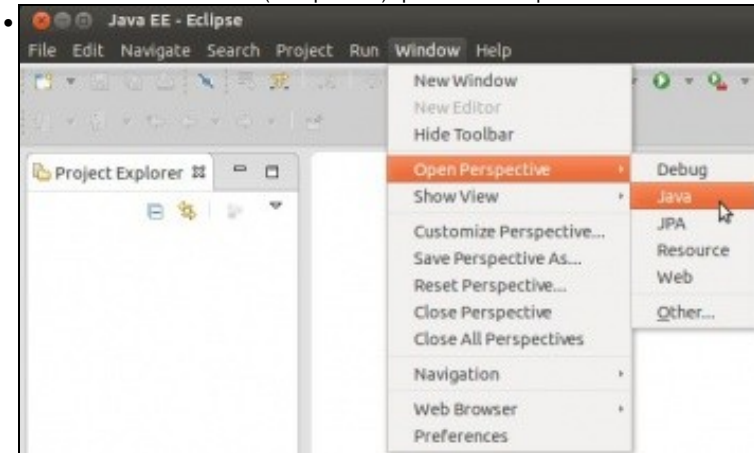 Java EE - Eclipse
File Edit Navigate Search Project Run Window Help
New Window
New Editor
Hide Toolbar
Project Explorer
Open Perspective
Show View
Customize Perspective...
Save Perspective As...
Reset Perspective...
Close Perspective
Close All Perspectives
Navigation
Web Browser
Preferences
Debug
Java
JPA
Resource
Web
Other...